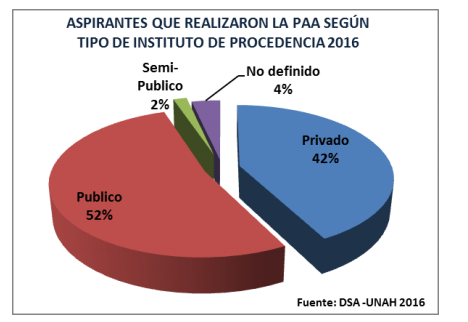 ASPIRANTES QUE REALIZARON LA PAA SEGÚN
TIPO DE INSTITUTO DE PROCEDENCIA 2016
Semi-
Publico
2%
No definido
4%
Privado
42%
Publico
52%
Fuente: DSA -UNAH 2016